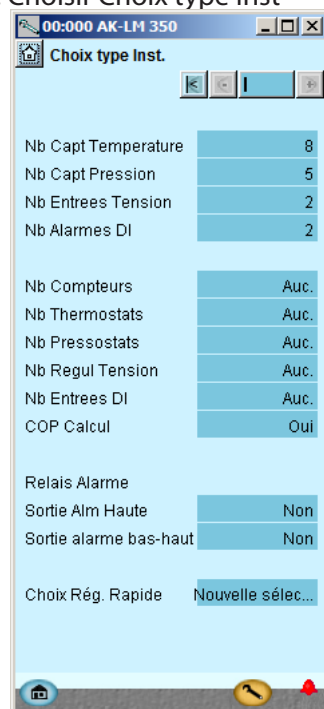 Choisir Choix type Inst
00:000 AK-LM 350
Choix type Inst.
Nb Capt Temperature 8
Nb Capt Pression 5
Nb Entrees Tension 2
Nb Alarmes DI 2
Nb Compteurs Auc.
Nb Thermostats Auc.
Nb Pressostats Auc.
Nb Regul Tension Auc.
Nb Entrees DI Auc.
COP Calcul Oui
Relais Alarme
Sortie Alm Haute Non
Sortie alarme bas-haut Non
Choix Rég. Rapide Nouvelle sélec...